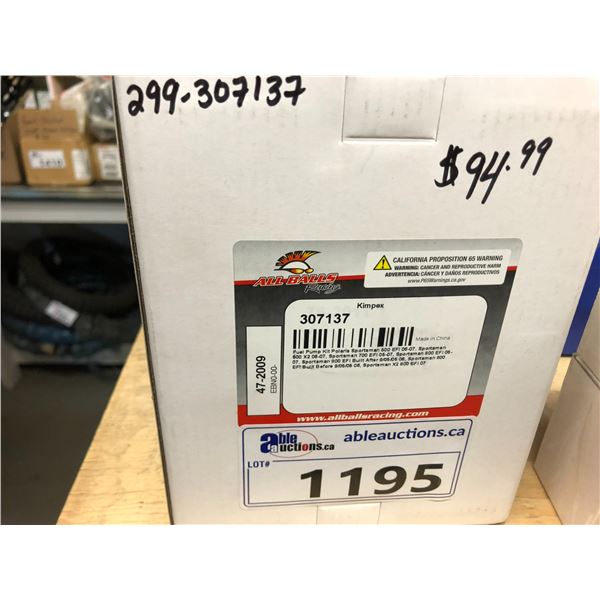 299-307137
$94.99
ALL BALLS
Racing
CALIFORNIA PROPOSITION 65 WARNING
WARNING: CANCER AND REPRODUCTIVE HARM
ADVERTENCIA: CÁNCER Y DAÑOS REPRODUCTIVOS
www.P65Warnings.ca.gov
Kimpex
307137
Made in China
47-2009
EBN0-00-
Fuel Pump Kit Polaris Sportsman 500 EFI 06-07, Sportsman
500 X2 06-07, Sportsman 700 EFI 06-07, Sportsman 800 EFI 06-
07, Sportsman 800 EFI Built After 9/06/05 06, Sportsman 800
EFI Built Before 9/06/05 06, Sportsman X2 800 EFI 07
www.allballsracing.com
able
auctions.ca
ableauctions.ca
LOT#
1195